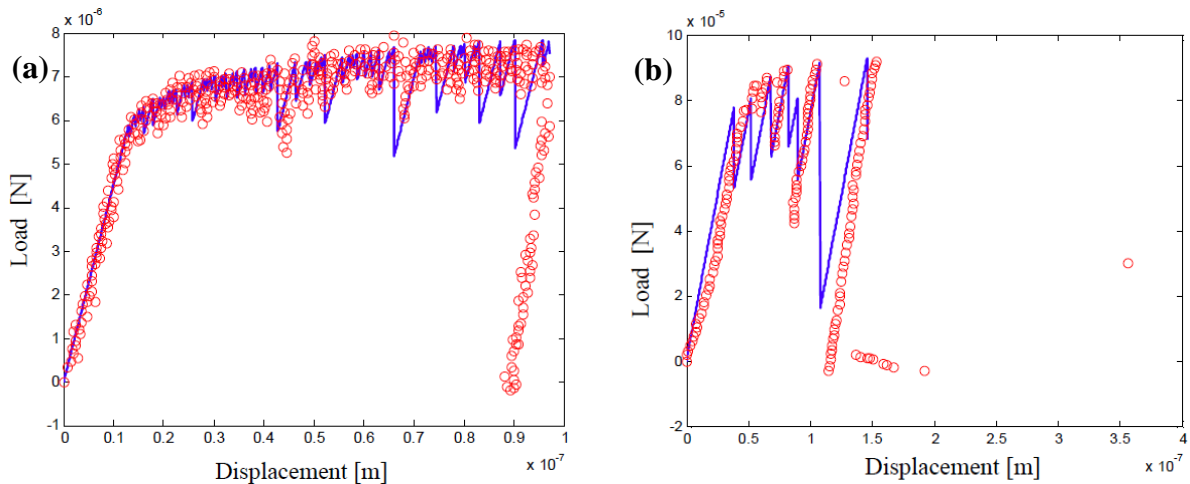 x 10⁻⁶
(a)
8
7
6
5
4
3
2
1
0
-1
Load [N]
0 0.1 0.2 0.3 0.4 0.5 0.6 0.7 0.8 0.9 1
x 10⁻⁷
Displacement [m]
x 10⁻⁵
(b)
10
8
6
4
2
0
-2
Load [N]
0 0.5 1 1.5 2 2.5 3 3.5 4
x 10⁻⁷
Displacement [m]